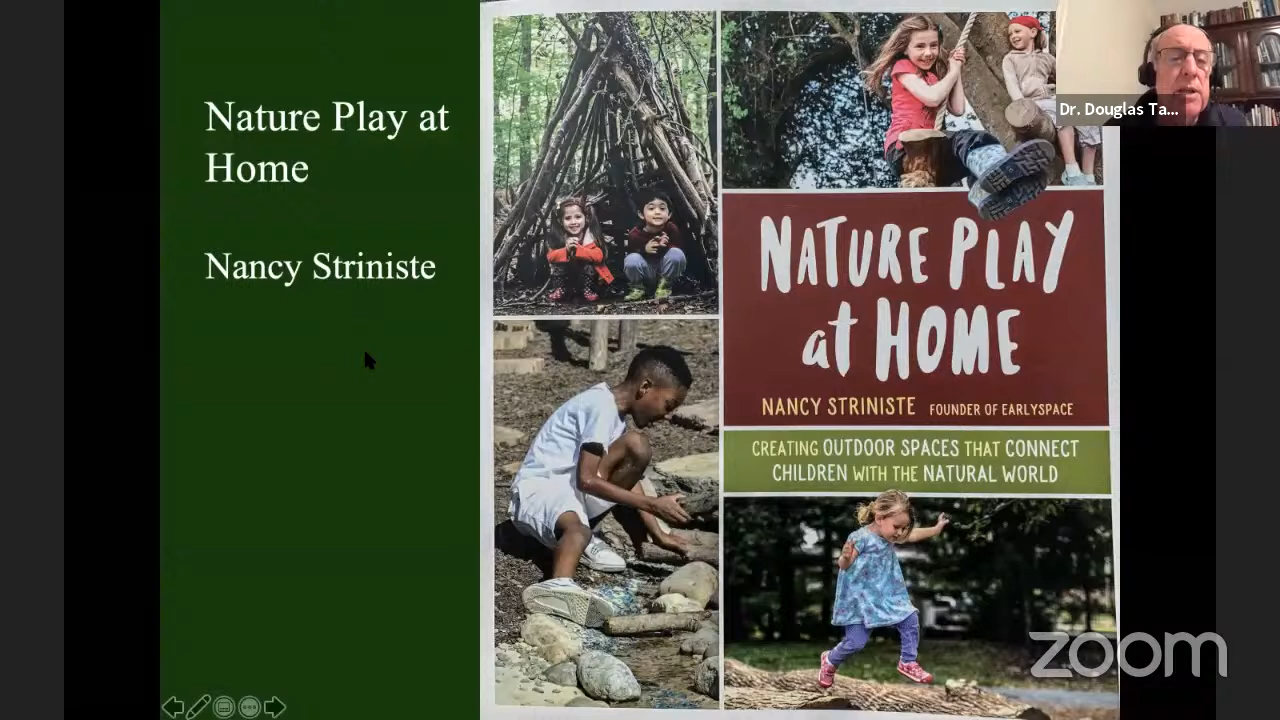 Nature Play at
Home
Nancy Striniste
Dr. Douglas Ta...
NATURE PLAY
at HOME
NANCY STRINISTE FOUNDER OF EARLYSPACE
CREATING OUTDOOR SPACES THAT CONNECT
CHILDREN WITH THE NATURAL WORLD
zoom